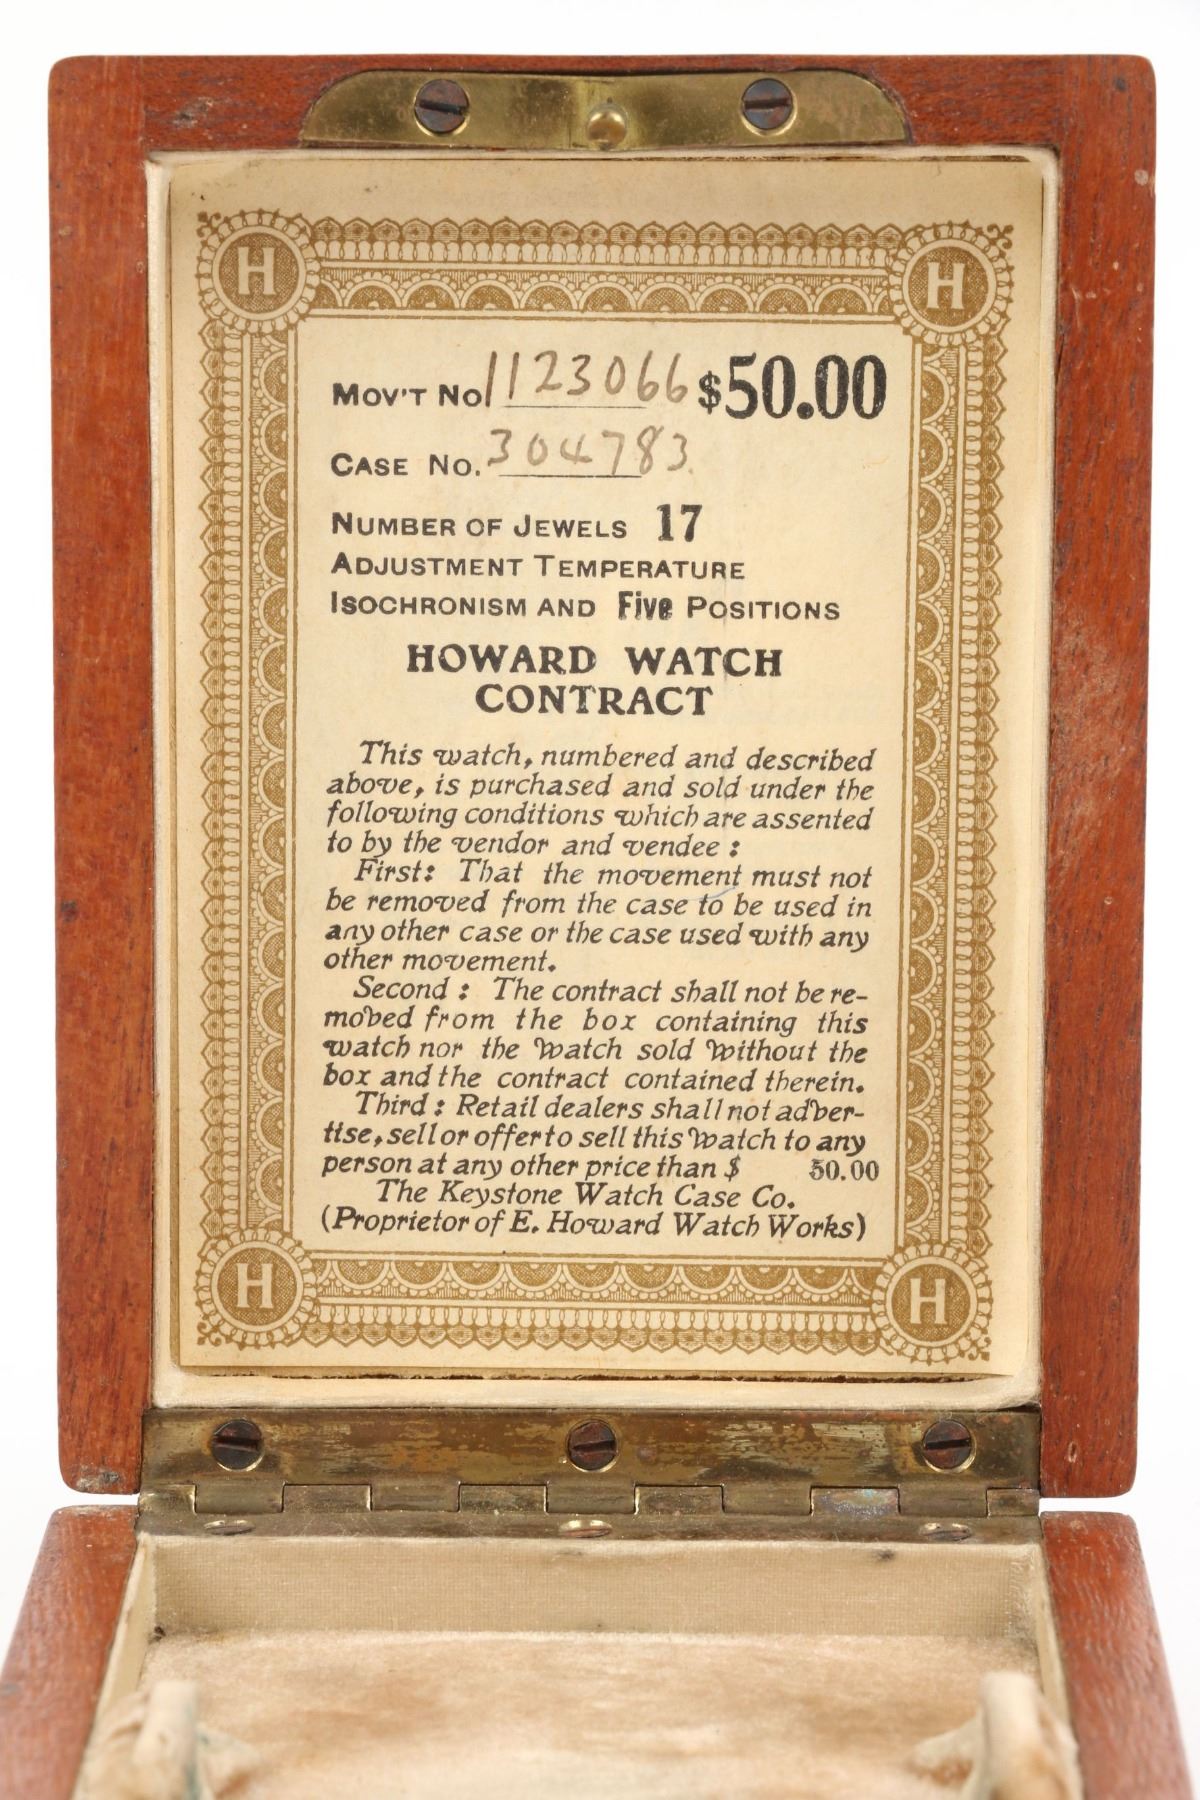 H H
MOV'T NO 1123066 $50.00
CASE NO. 304783
NUMBER OF JEWELS 17
ADJUSTMENT TEMPERATURE
ISOCHRONISM AND Five POSITIONS
HOWARD WATCH
CONTRACT
This watch, numbered and described
above, is purchased and sold under the
following conditions which are assented
to by the vendor and vendee :
First: That the movement must not
be removed from the case to be used in
any other case or the case used with any
other movement.
Second : The contract shall not be re-
moved from the box containing this
watch nor the watch sold without the
box and the contract contained therein.
Third : Retail dealers shall not adver-
tise, sell or offer to sell this watch to any
person at any other price than $ 50.00
The Keystone Watch Case Co.
(Proprietor of E. Howard Watch Works)
H H